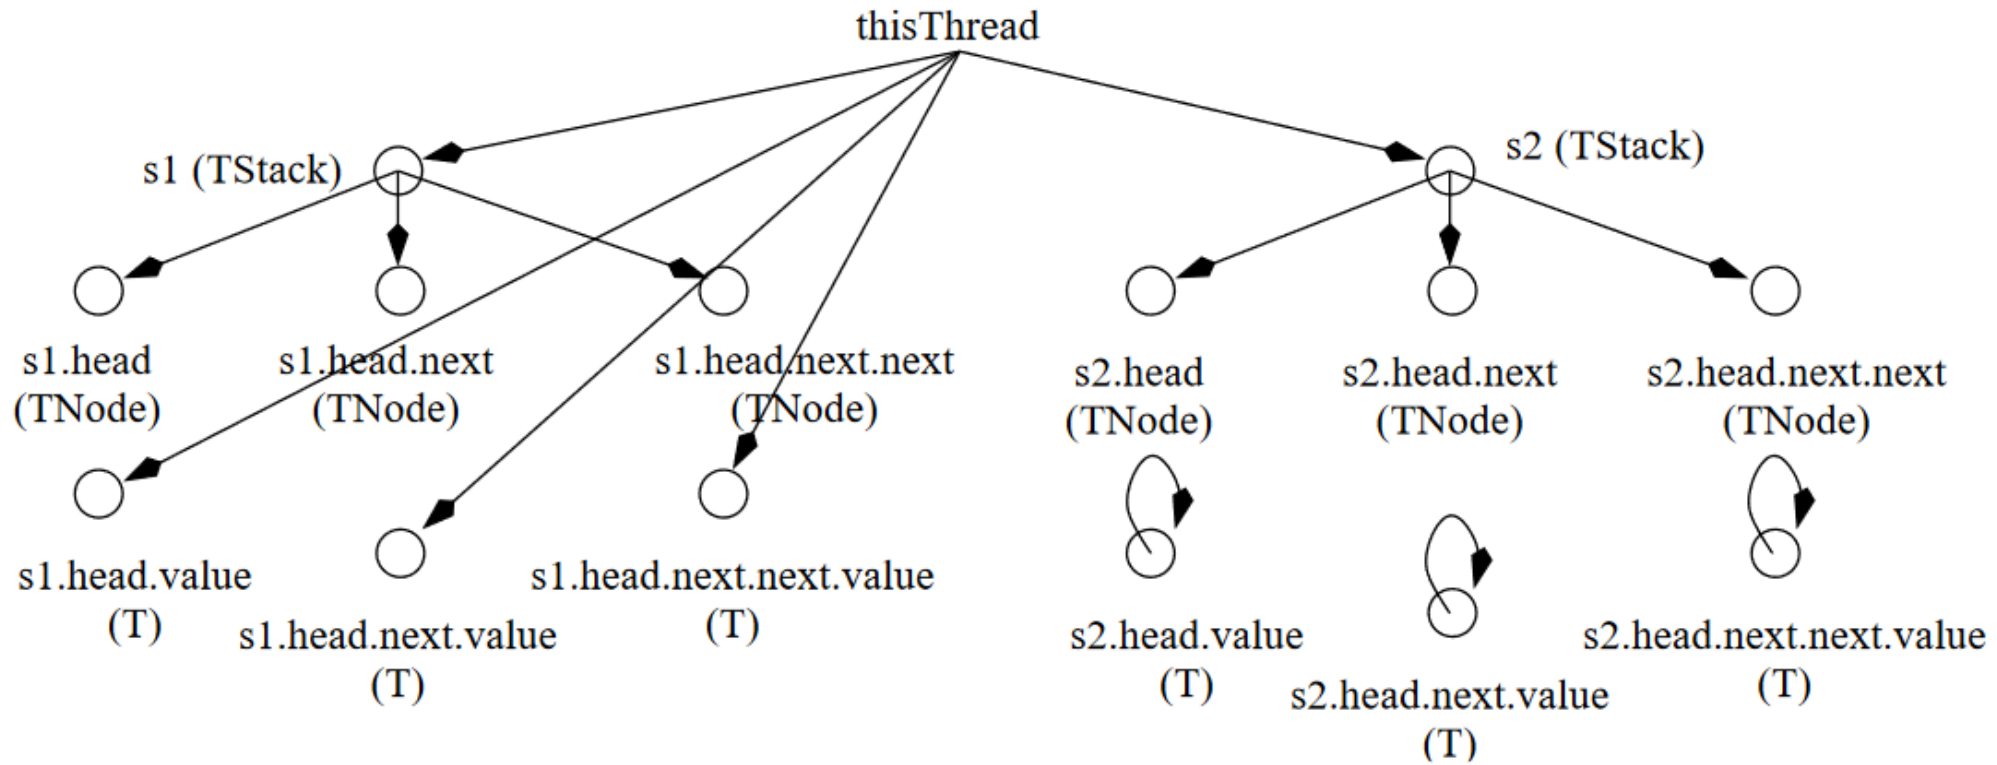 thisThread
s1 (TStack)
s2 (TStack)
s1.head
(TNode)
s1.head.next
(TNode)
s1.head.next.next
(TNode)
s2.head
(TNode)
s2.head.next
(TNode)
s2.head.next.next
(TNode)
s1.head.value
(T)
s1.head.next.value
(T)
s1.head.next.next.value
(T)
s2.head.value
(T)
s2.head.next.value
(T)
s2.head.next.next.value
(T)